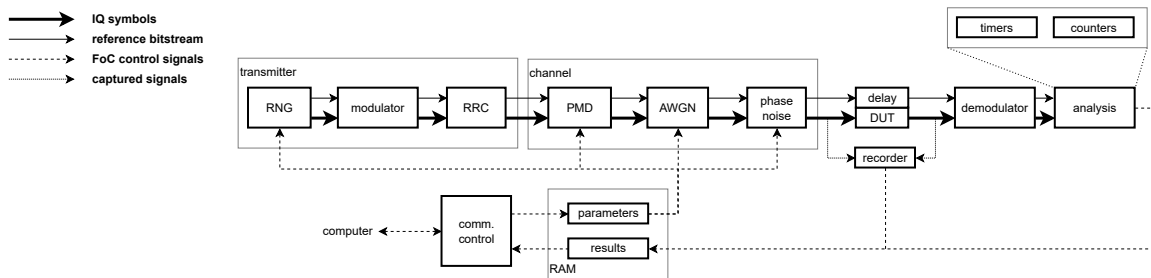 IQ symbols
reference bitstream
FoC control signals
captured signals
timers
counters
transmitter
channel
RNG
modulator
RRC
PMD
AWGN
phase
noise
delay
DUT
demodulator
analysis
recorder
computer
comm.
control
parameters
results
RAM